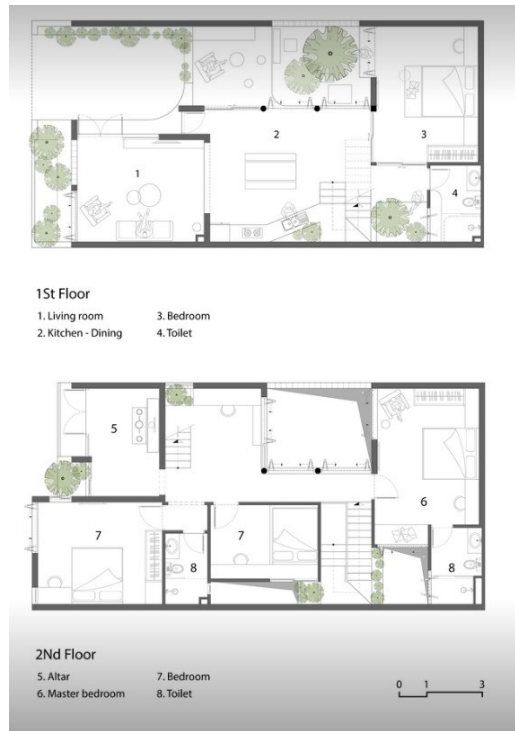 1
2
3
4
1St Floor
1. Living room
2. Kitchen - Dining
3. Bedroom
4. Toilet
5
6
7
7
8
8
2Nd Floor
5. Altar
6. Master bedroom
7. Bedroom
8. Toilet
0 1 3